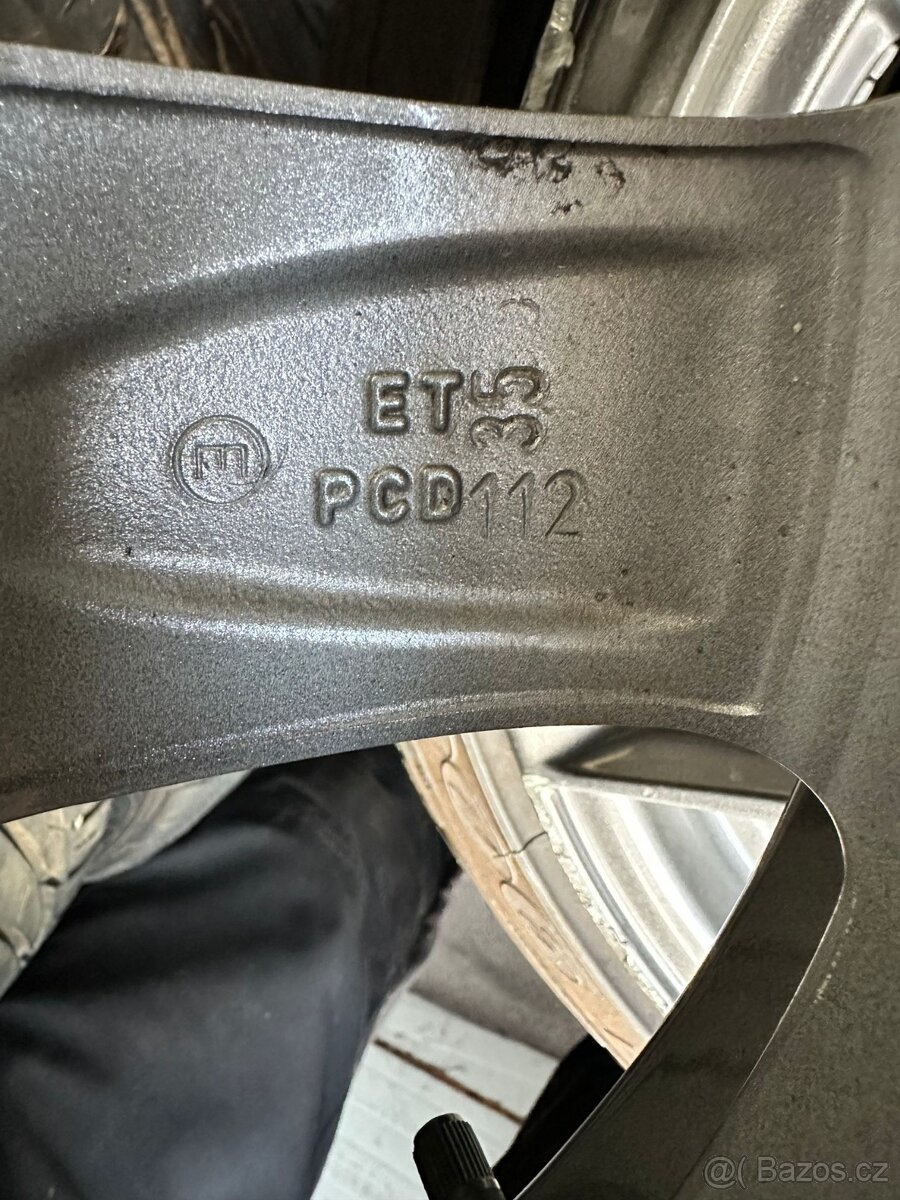 ET35
E
PCD112
@( Bazos.cz